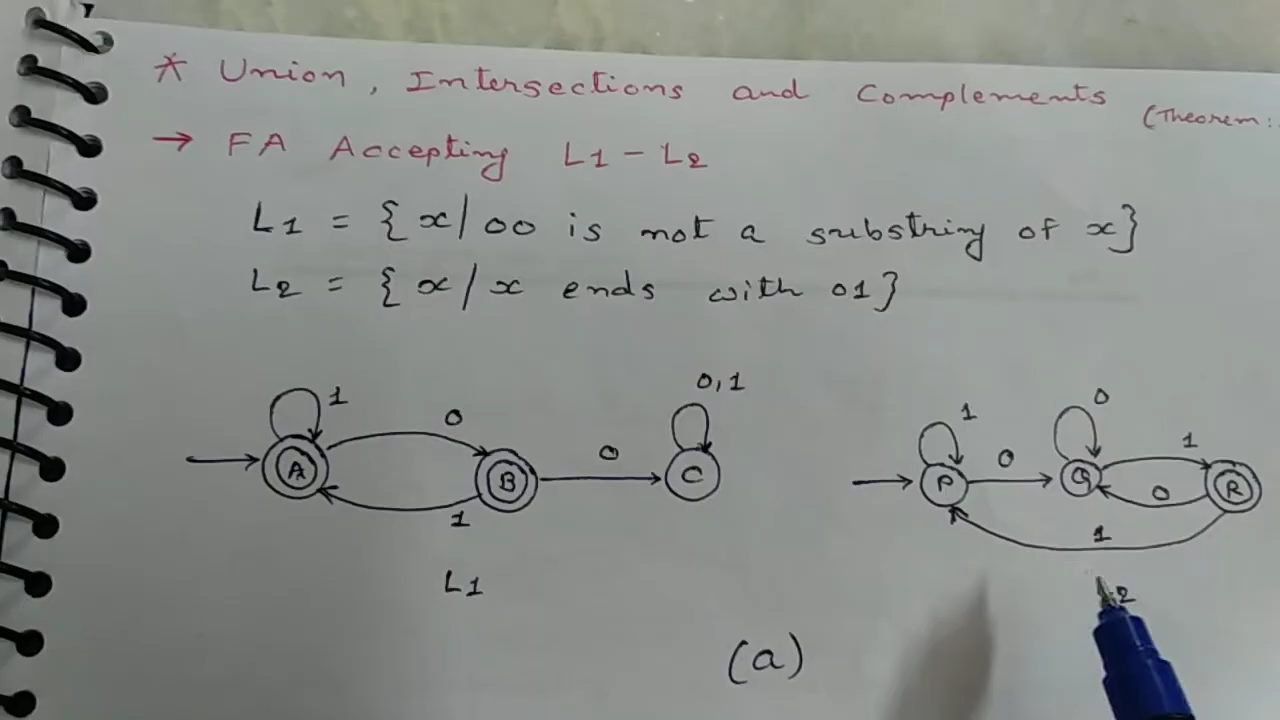 * Union, Intersections and Complements (Theorem:
→ FA Accepting L1 - L2
L1 = {x/00 is not a substring of x}
L2 = {x/x ends with 01}
1 0 0 0,1
A B C
1
L1
1 0 0 1
P Q R
0
1
2
(a)